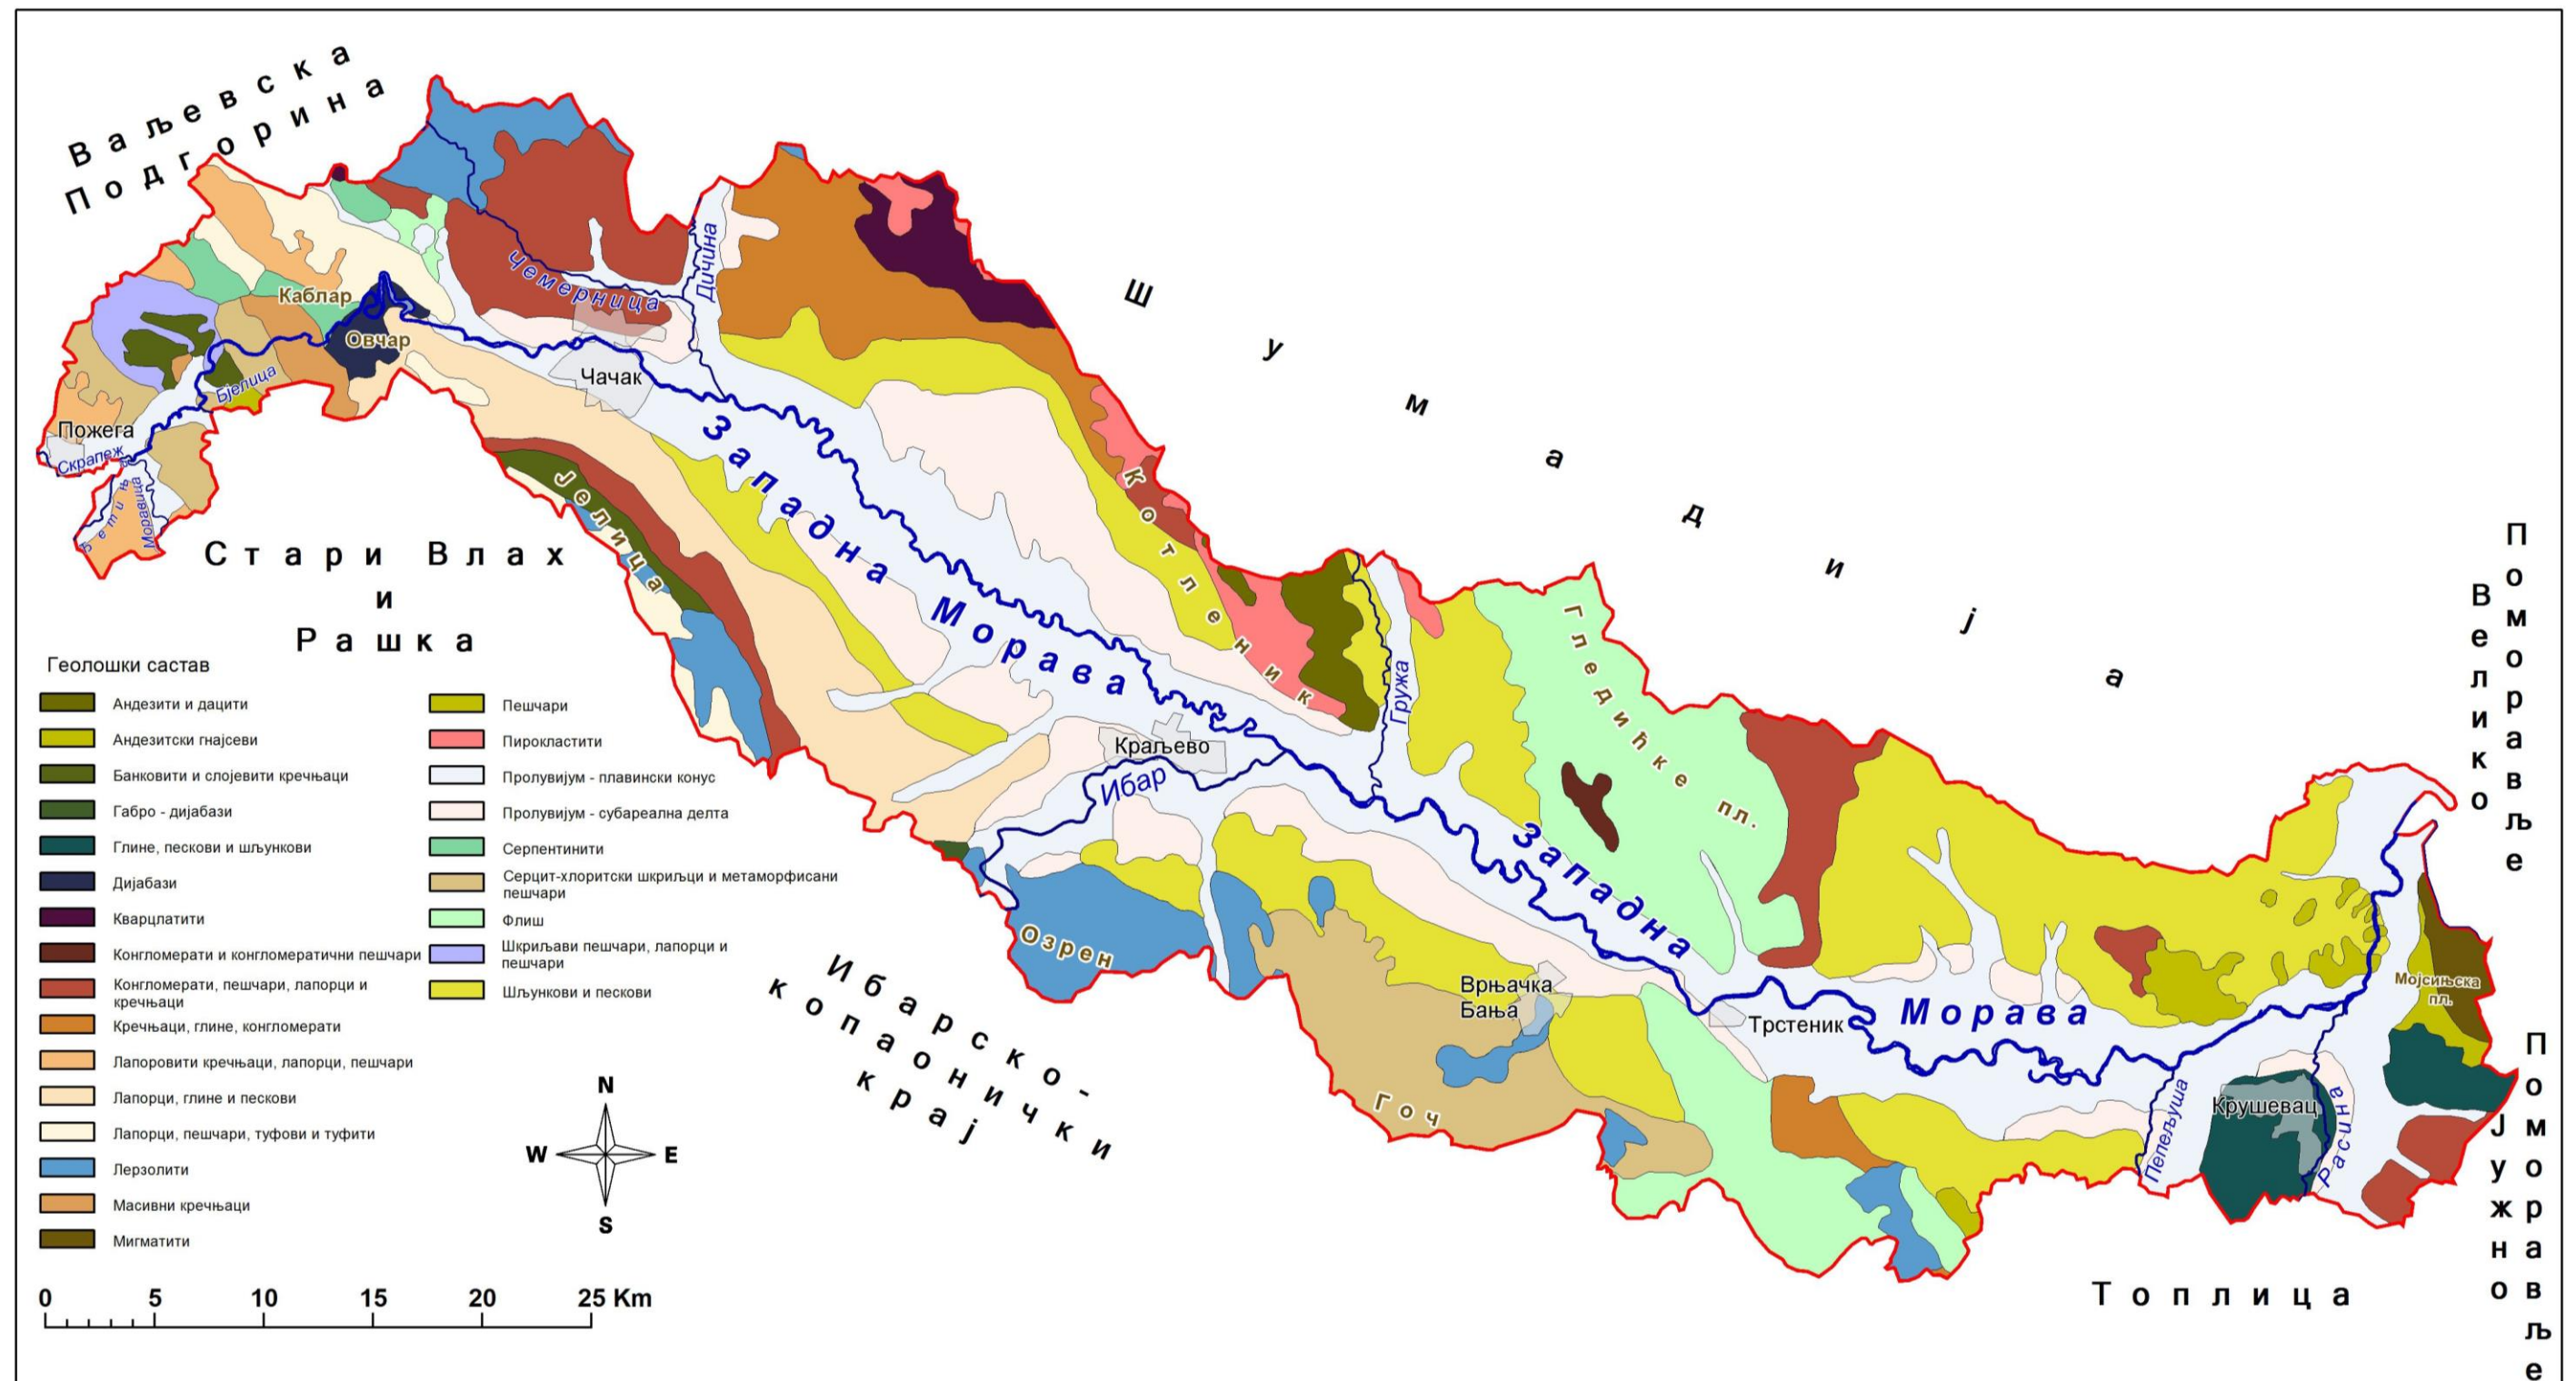 Ваљевска
Подгорина
Шумадија
Велико
Поморавље
Дичина
Чемерница
Каблар
Овчар
Чачак
Бјелица
Пожега
Скрапеж
Ђетиња
Моравица
Јелица
Котленик
Западна Морава
Стари Влах
и
Рашка
Гружа
Гледићке пл.
Краљево
Ибар
Западна Морава
Озрен
Ибарско-
копаонички
крај
Врњачка
Бања
Трстеник
Гоч
Мојсињска
пл.
Крушевац
Пепељуша
Расина
Топлица
Јужно
Поморавље
Геолошки састав
Андезити и дацити
Андезитски гнајсеви
Банковити и слојевити кречњаци
Габро - дијабази
Глине, пескови и шљункови
Дијабази
Кварцлатити
Конгломерати и конгломератични пешчари
Конгломерати, пешчари, лапорци и
кречњаци
Кречњаци, глине, конгломерати
Лапоровити кречњаци, лапорци, пешчари
Лапорци, глине и пескови
Лапорци, пешчари, туфови и туфити
Лерзолити
Масивни кречњаци
Мигматити
Пешчари
Пирокластити
Пролувијум - плавински конус
Пролувијум - субареална делта
Серпентинити
Серцит-хлоритски шкриљци и метаморфисани
пешчари
Флиш
Шкриљави пешчари, лапорци и
пешчари
Шљункови и пескови
N
W E
S
0 5 10 15 20 25 Km